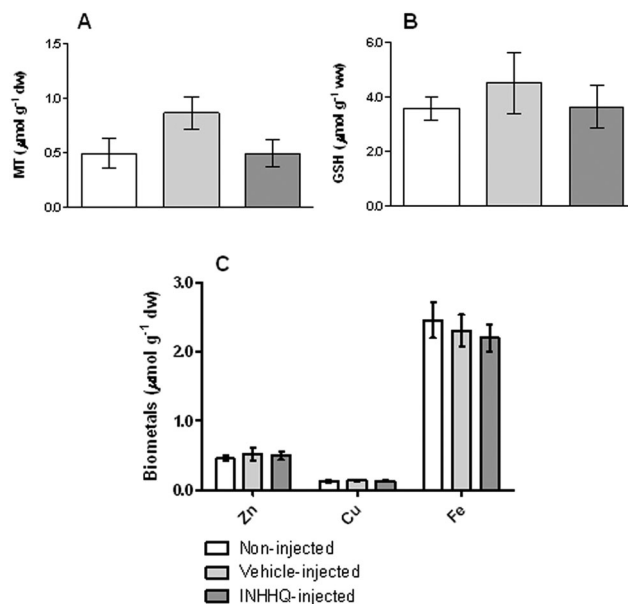 A
MT (μmol g⁻¹ dw)
1.5
1.0
0.5
0.0
B
GSH (μmol g⁻¹ ww)
6.0
4.0
2.0
0.0
C
Biometals (μmol g⁻¹ dw)
3.0
2.0
1.0
0.0
Zn
Cu
Fe
Non-injected
Vehicle-injected
INHHQ-injected